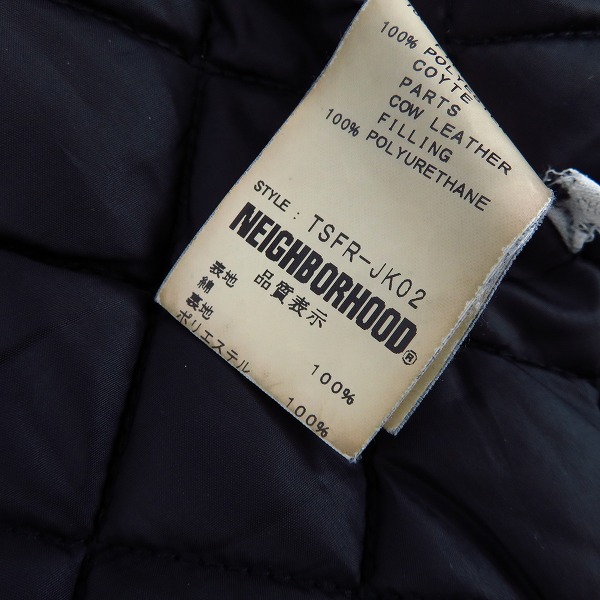 100% POLYE
COYTE
PARTS
COW LEATHER
FILLING
100% POLYURETHANE
STYLE : TSFR-JK02
NEIGHBORHOOD®
品質表示
表地
綿 100%
裏地
ポリエステル 100%